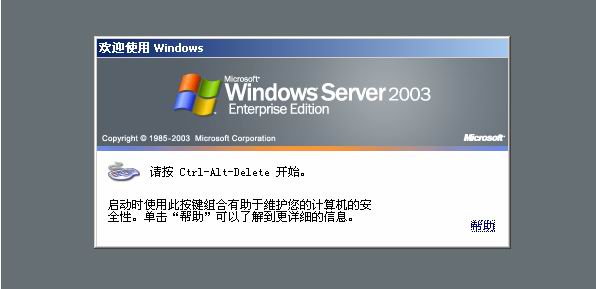 欢迎使用 Windows
Microsoft®
Windows Server 2003
Enterprise Edition
Copyright © 1985-2003 Microsoft Corporation
Microsoft®
请按 Ctrl-Alt-Delete 开始。
启动时使用此按键组合有助于维护您的计算机的安
全性。单击“帮助”可以了解到更详细的信息。
帮助